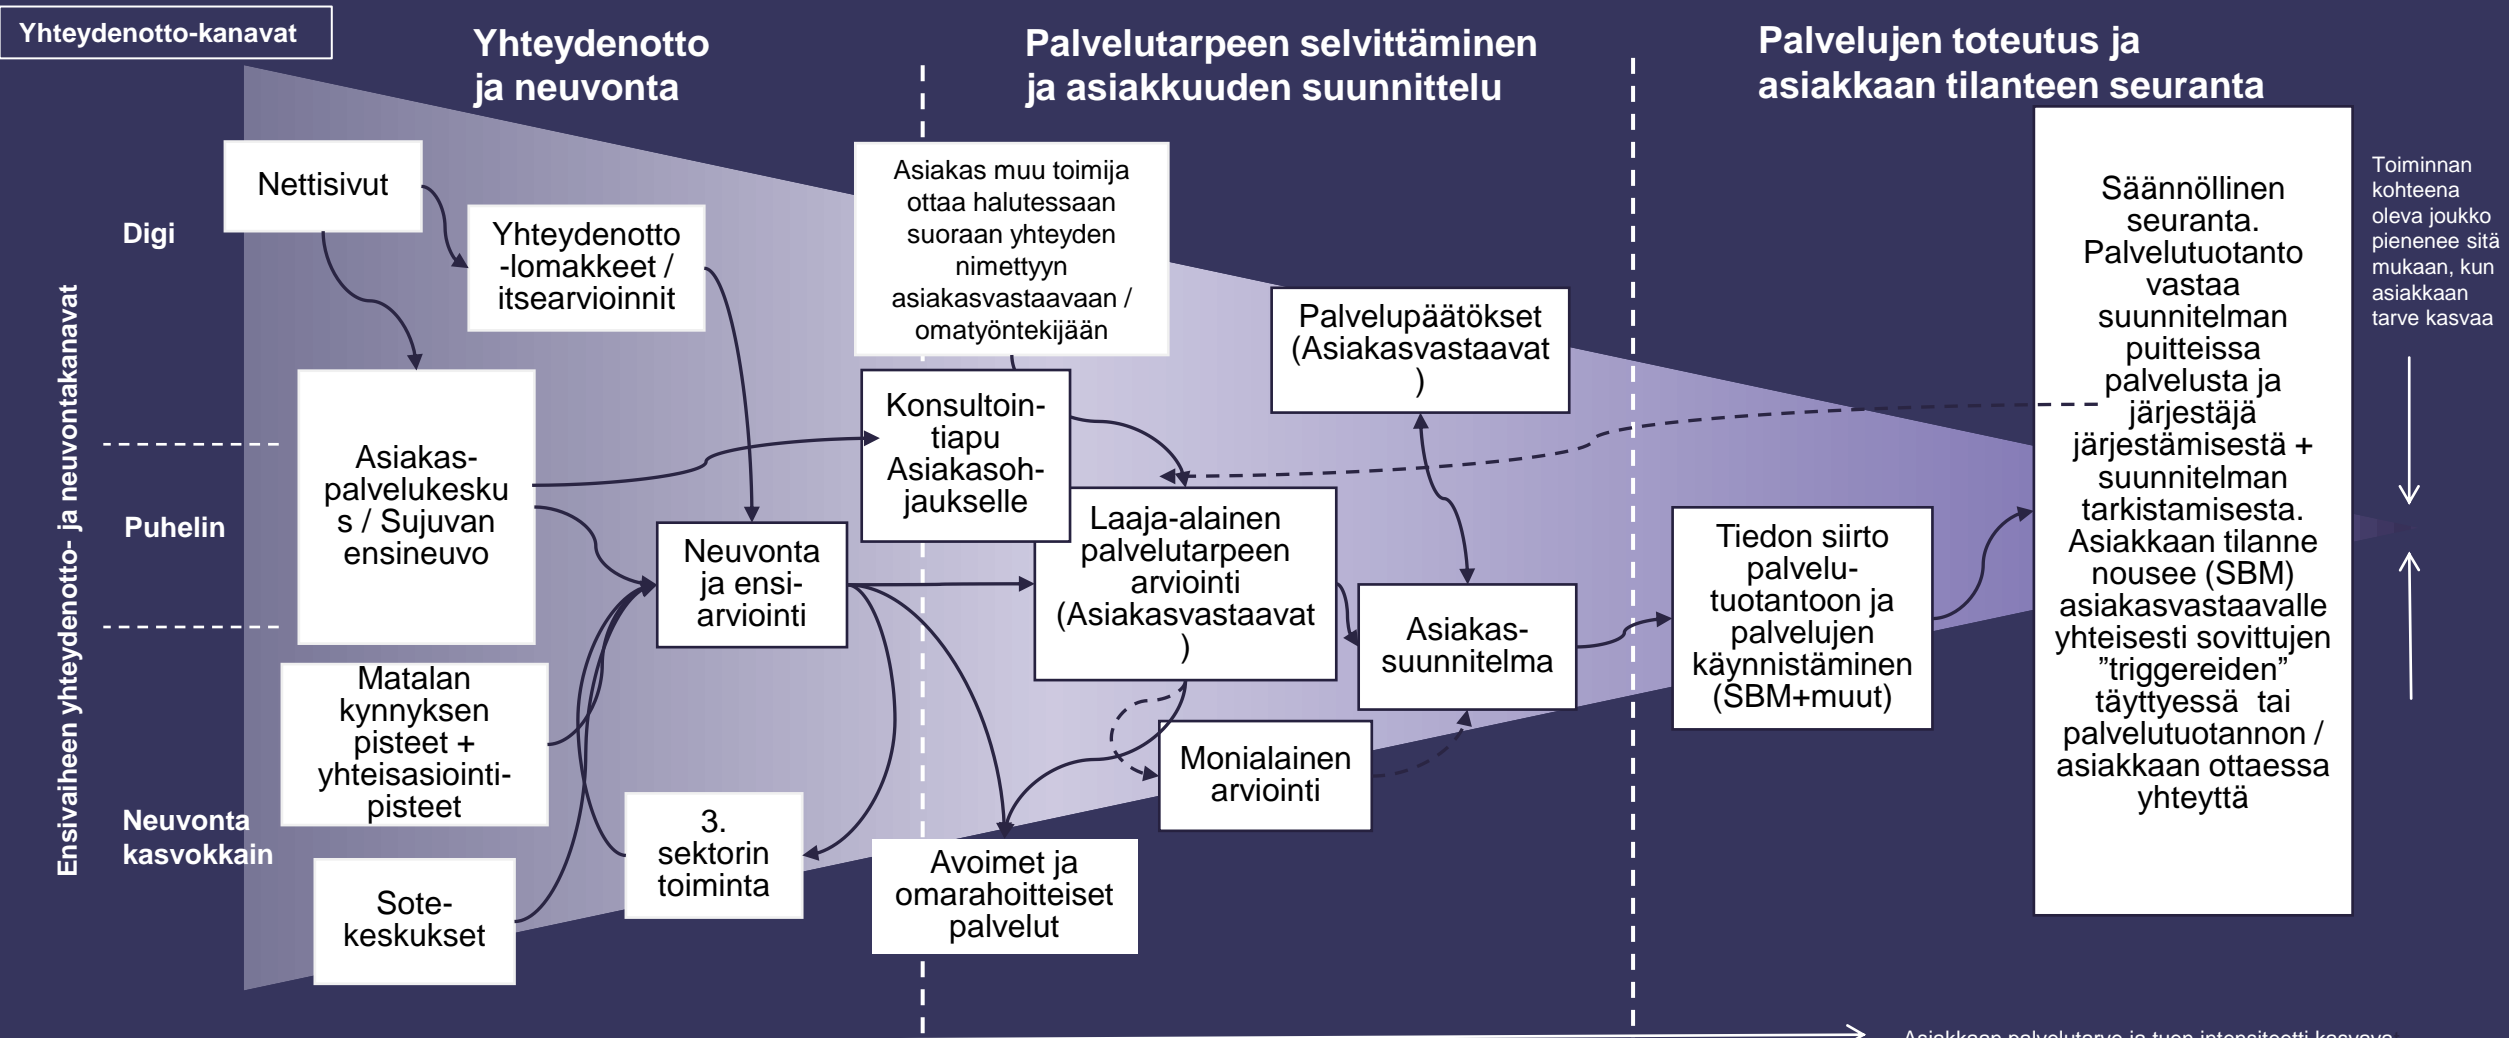 Yhteydenotto-kanavat
Yhteydenotto
ja neuvonta
Palvelutarpeen selvittäminen
ja asiakkuuden suunnittelu
Palvelujen toteutus ja
asiakkaan tilanteen seuranta
Ensivaiheen yhteydenotto- ja neuvontakanavat
Digi
Puhelin
Neuvonta
kasvokkain
Nettisivut
Yhteydenotto
-lomakkeet /
itsearvioinnit
Asiakas-
palvelukesku
s / Sujuvan
ensineuvo
Matalan
kynnyksen
pisteet +
yhteisasiointi-
pisteet
Sote-
keskukset
Neuvonta
ja ensi-
arviointi
3.
sektorin
toiminta
Asiakas muu toimija
ottaa halutessaan
suoraan yhteyden
nimettyyn
asiakasvastaavaan /
omatyöntekijään
Konsultoin-
tiapu
Asiakasoh-
jaukselle
Laaja-alainen
palvelutarpeen
arviointi
(Asiakasvastaavat
)
Avoimet ja
omarahoitteiset
palvelut
Monialainen
arviointi
Palvelupäätökset
(Asiakasvastaavat
)
Asiakas-
suunnitelma
Tiedon siirto
palvelu-
tuotantoon ja
palvelujen
käynnistäminen
(SBM+muut)
Säännöllinen
seuranta.
Palvelutuotanto
vastaa
suunnitelman
puitteissa
palvelusta ja
järjestäjä
järjestämisestä +
suunnitelman
tarkistamisesta.
Asiakkaan tilanne
nousee (SBM)
asiakasvastaavalle
yhteisesti sovittujen
”triggereiden”
täyttyessä tai
palvelutuotannon /
asiakkaan ottaessa
yhteyttä
Toiminnan
kohteena
oleva joukko
pienenee sitä
mukaan, kun
asiakkaan
tarve kasvaa
Asiakkaan palvelutarve ja tuen intensiteetti